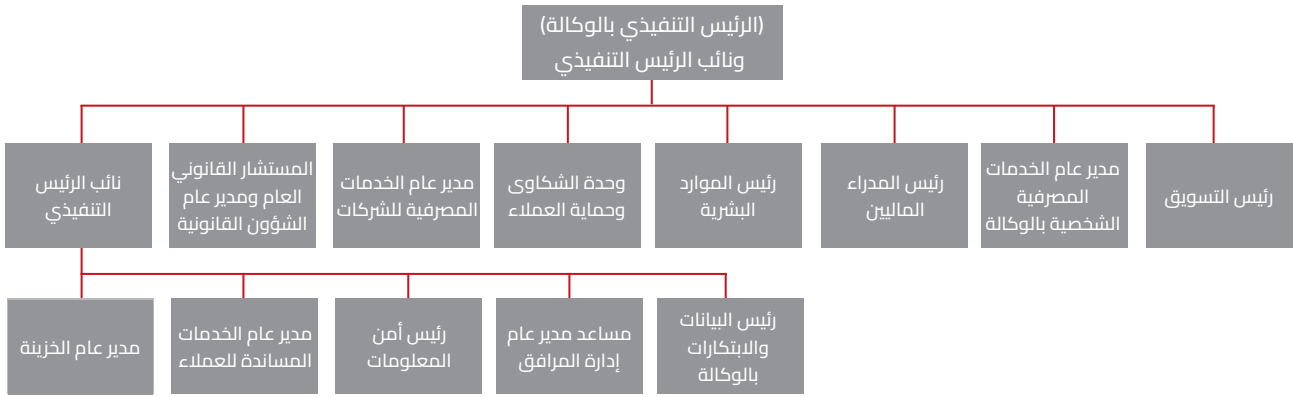 (الرئيس التنفيذي بالوكالة)
ونائب الرئيس التنفيذي
رئيس التسويق
مدير عام الخدمات
المصرفية
الشخصية بالوكالة
رئيس المدراء
الماليين
رئيس الموارد
البشرية
وحدة الشكاوى
وحماية العملاء
مدير عام الخدمات
المصرفية للشركات
المستشار القانوني
العام ومدير عام
الشؤون القانونية
نائب الرئيس
التنفيذي
رئيس البيانات
والابتكارات
بالوكالة
مساعد مدير عام
إدارة المرافق
رئيس أمن
المعلومات
مدير عام الخدمات
المساندة للعملاء
مدير عام الخزينة